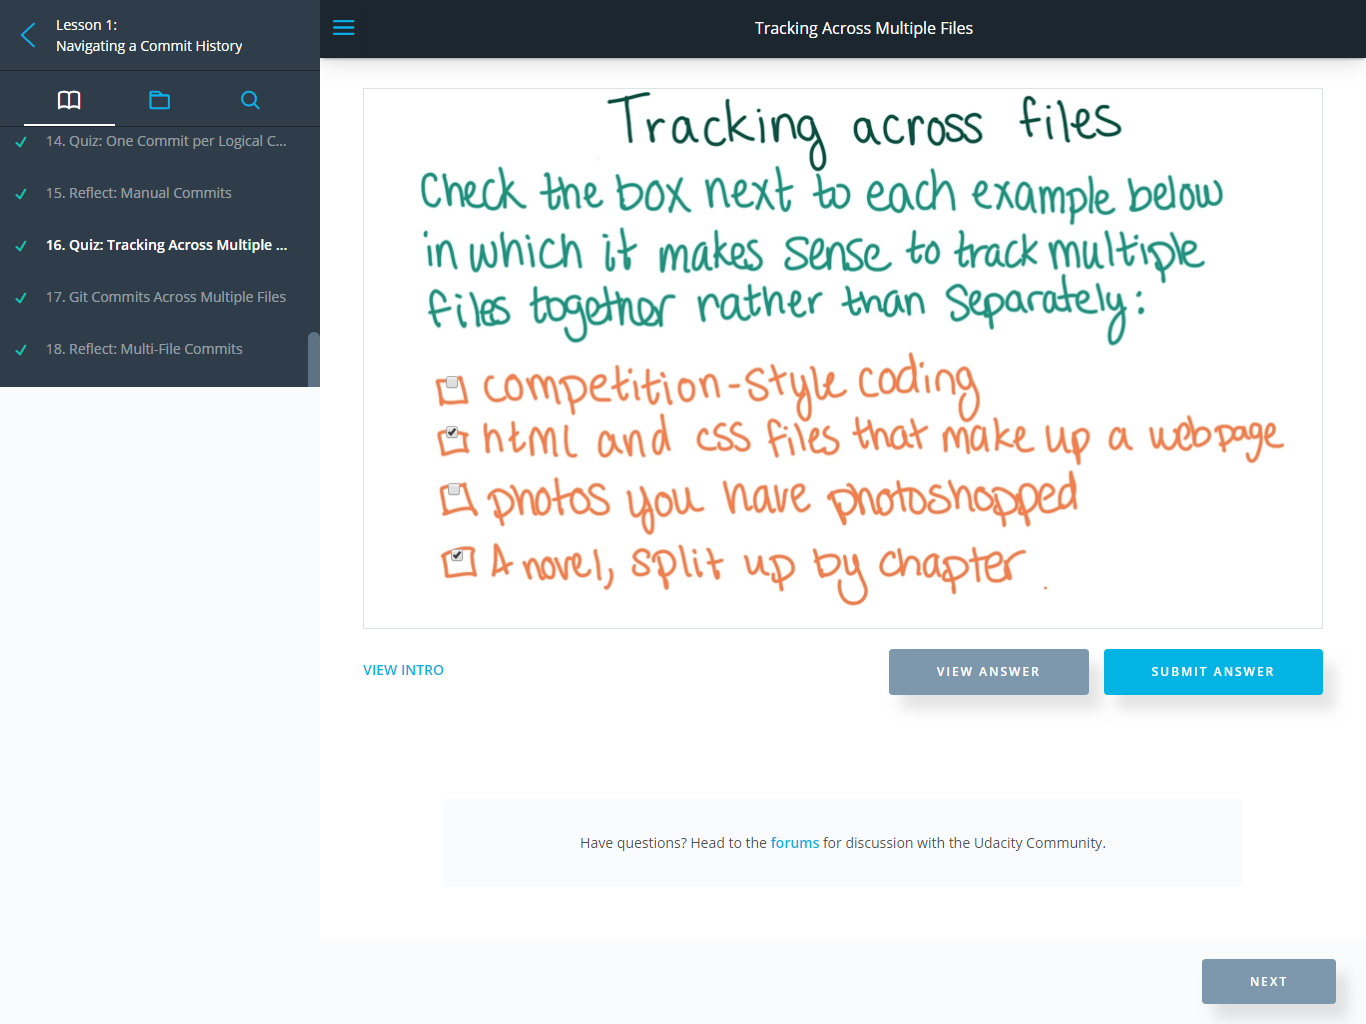 Lesson 1:
Navigating a Commit History
Tracking Across Multiple Files
14. Quiz: One Commit per Logical C...
15. Reflect: Manual Commits
16. Quiz: Tracking Across Multiple ...
17. Git Commits Across Multiple Files
18. Reflect: Multi-File Commits
Tracking across files
Check the box next to each example below
in which it makes sense to track multiple
files together rather than separately:
competition-style coding
html and css files that make up a webpage
photos you have photoshopped
A novel, split up by chapter.
VIEW INTRO
VIEW ANSWER
SUBMIT ANSWER
Have questions? Head to the forums for discussion with the Udacity Community.
NEXT